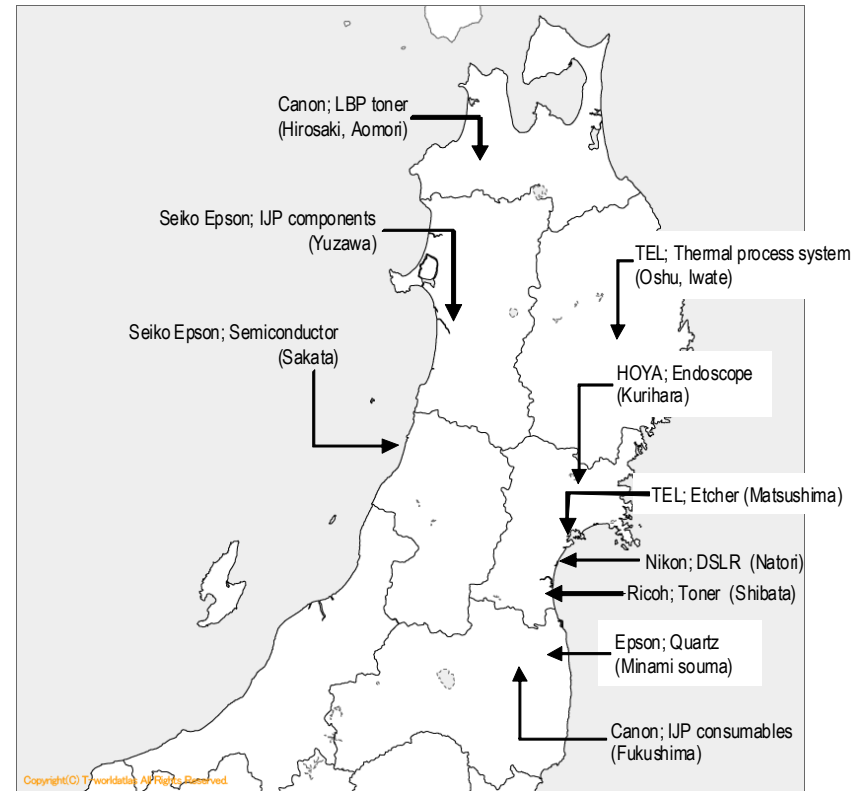 Canon; LBP toner
(Hirosaki, Aomori)
Seiko Epson; IJP components
(Yuzawa)
TEL; Thermal process system
(Oshu, Iwate)
Seiko Epson; Semiconductor
(Sakata)
HOYA; Endoscope
(Kurihara)
TEL; Etcher (Matsushima)
Nikon; DSLR (Natori)
Ricoh; Toner (Shibata)
Epson; Quartz
(Minami souma)
Canon; IJP consumables
(Fukushima)
Copyright(C) T-worldatlas All Rights Reserved.